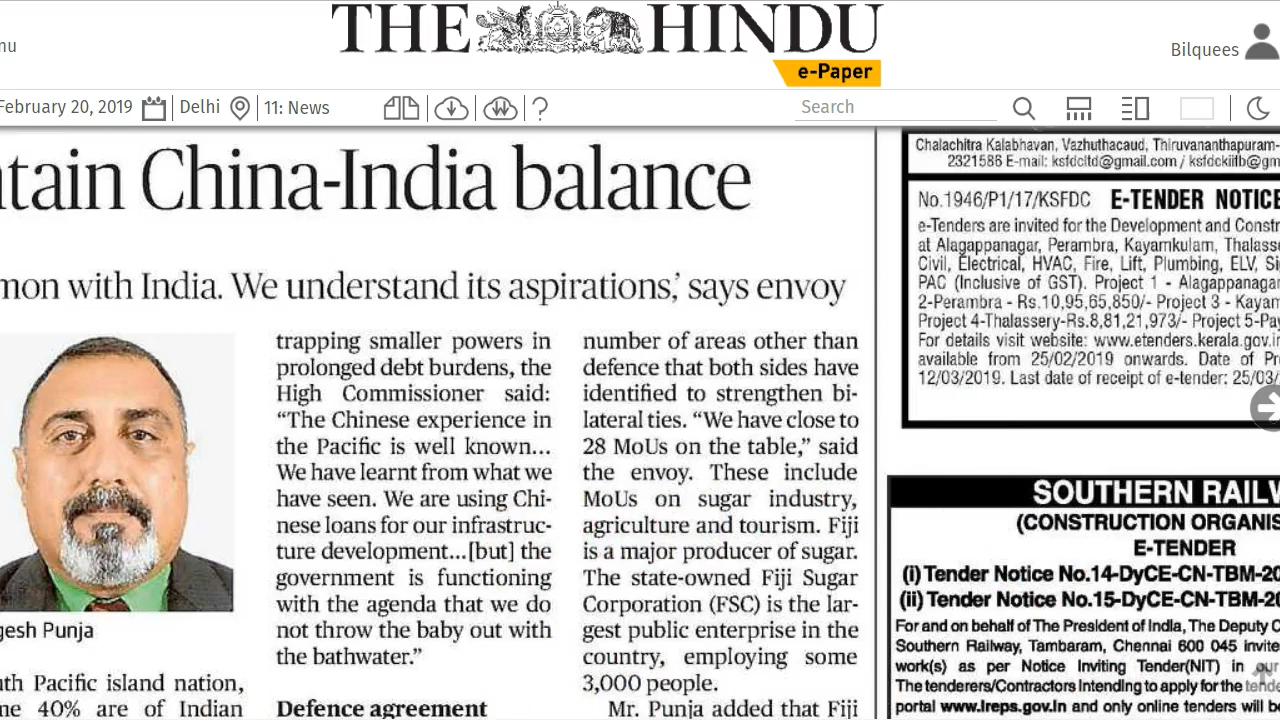 THE HINDU
e-Paper
nu
Bilquees
February 20, 2019
Delhi
11: News
?
Search
tain China-India balance
mon with India. We understand its aspirations,’ says envoy
gesh Punja
th Pacific island nation,
me 40% are of Indian
trapping smaller powers in
prolonged debt burdens, the
High Commissioner said:
“The Chinese experience in
the Pacific is well known...
We have learnt from what we
have seen. We are using Chi-
nese loans for our infrastruc-
ture development...[but] the
government is functioning
with the agenda that we do
not throw the baby out with
the bathwater.”
Defence agreement
number of areas other than
defence that both sides have
identified to strengthen bi-
lateral ties. “We have close to
28 MoUs on the table,” said
the envoy. These include
MoUs on sugar industry,
agriculture and tourism. Fiji
is a major producer of sugar.
The state-owned Fiji Sugar
Corporation (FSC) is the lar-
gest public enterprise in the
country, employing some
3,000 people.
Mr. Punja added that Fiji
Chalachitra Kalabhavan, Vazhuthacaud, Thiruvananthapuram-
2321586 E-mail: ksfdcltd@gmail.com / ksfdckiifb@gm
No.1946/P1/17/KSFDC E-TENDER NOTICE
e-Tenders are invited for the Development and Constr
at Alagappanagar, Perambra, Kayamkulam, Thalass
Civil, Electrical, HVAC, Fire, Lift, Plumbing, ELV, Si
PAC (Inclusive of GST). Project 1 - Alagappanagar
2-Perambra - Rs.10,95,65,850/- Project 3 - Kayam
Project 4-Thalassery-Rs.8,81,21,973/- Project 5-Pay
For details visit website: www.etenders.kerala.gov.in
available from 25/02/2019 onwards. Date of Pr
12/03/2019. Last date of receipt of e-tender: 25/03/
SOUTHERN RAILW
(CONSTRUCTION ORGANIS
E-TENDER
(i) Tender Notice No.14-DyCE-CN-TBM-20
(ii) Tender Notice No.15-DyCE-CN-TBM-20
For and on behalf of The President of India, The Deputy C
Southern Railway, Tambaram, Chennai 600 045 invite
work(s) as per Notice Inviting Tender(NIT) in our
The tenderers/Contractors intending to apply for the tende
portal www.ireps.gov.in and only online tenders will be